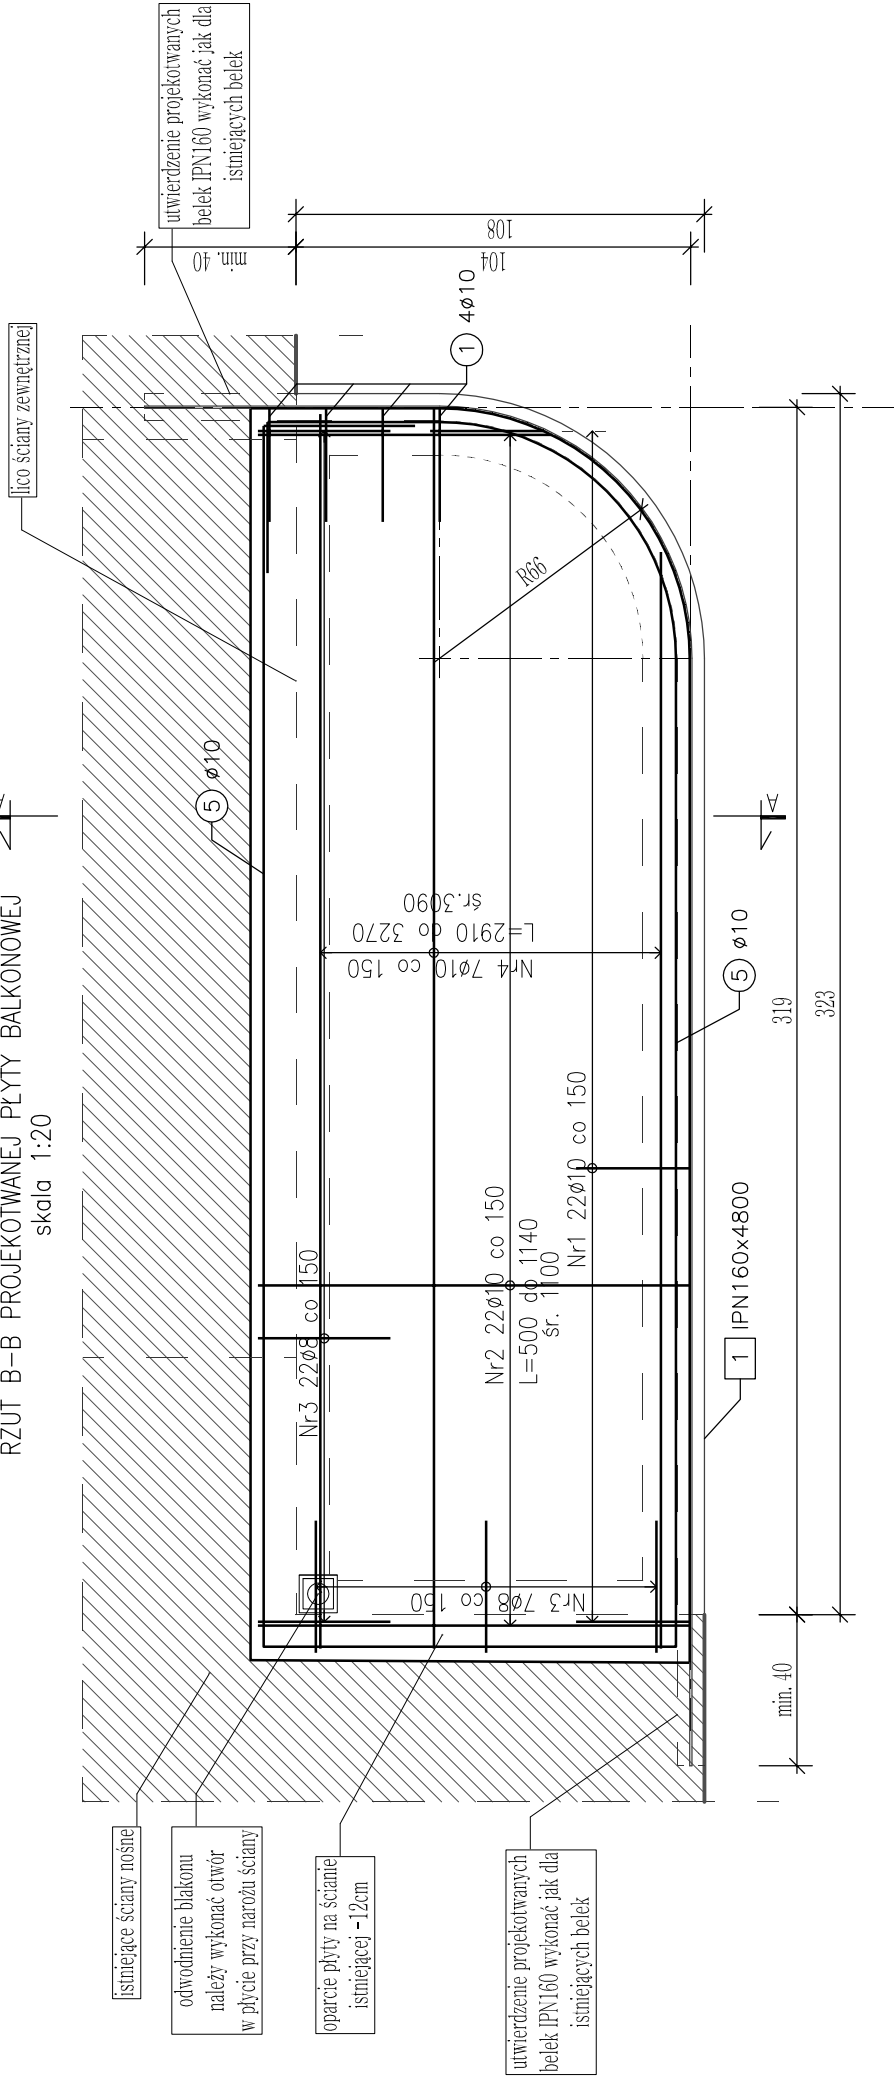 RZUT B-B PROJEKOTWANEJ PŁYTY BALKONOWEJ
skala 1:20
istniejące ściany nośne
odwodnienie blakonu
należy wykonać otwór
w płycie przy narożu ściany
oparcie płyty na ścianie
istniejącej -12cm
utwierdzenie projekotwanych
belek IPN160 wykonać jak dla
istniejących belek
lico ściany zewnętrznej
utwierdzenie projekotwanych
belek IPN160 wykonać jak dla
istniejących belek
A
A
5 ø10
5 ø10
1 4ø10
1 IPN160x4800
Nr3 22ø8 co 150
Nr2 22ø10 co 150
L=500 do 1140
śr. 1100
Nr1 22ø10 co 150
Nr4 7ø10 co 150
L=2910 do 3270
śr.3090
Nr3 7ø8 co 150
R66
min. 40
104
108
min. 40
319
323